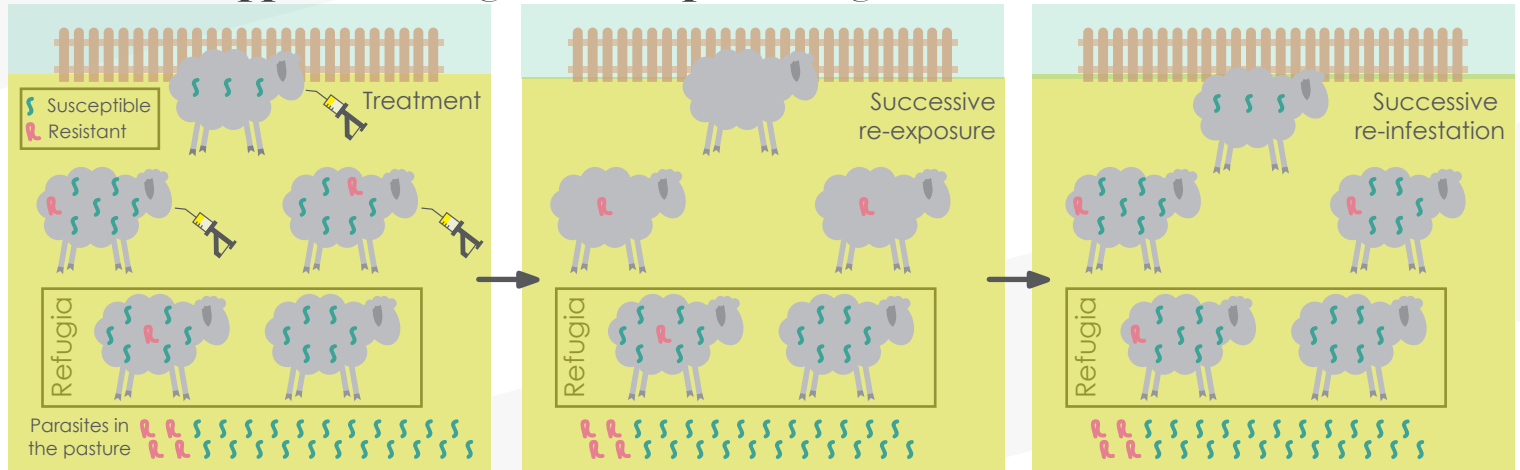 Susceptible
Resistant
Treatment
Refugia
Parasites in
the pasture
Successive
re-exposure
Refugia
Successive
re-infestation
Refugia